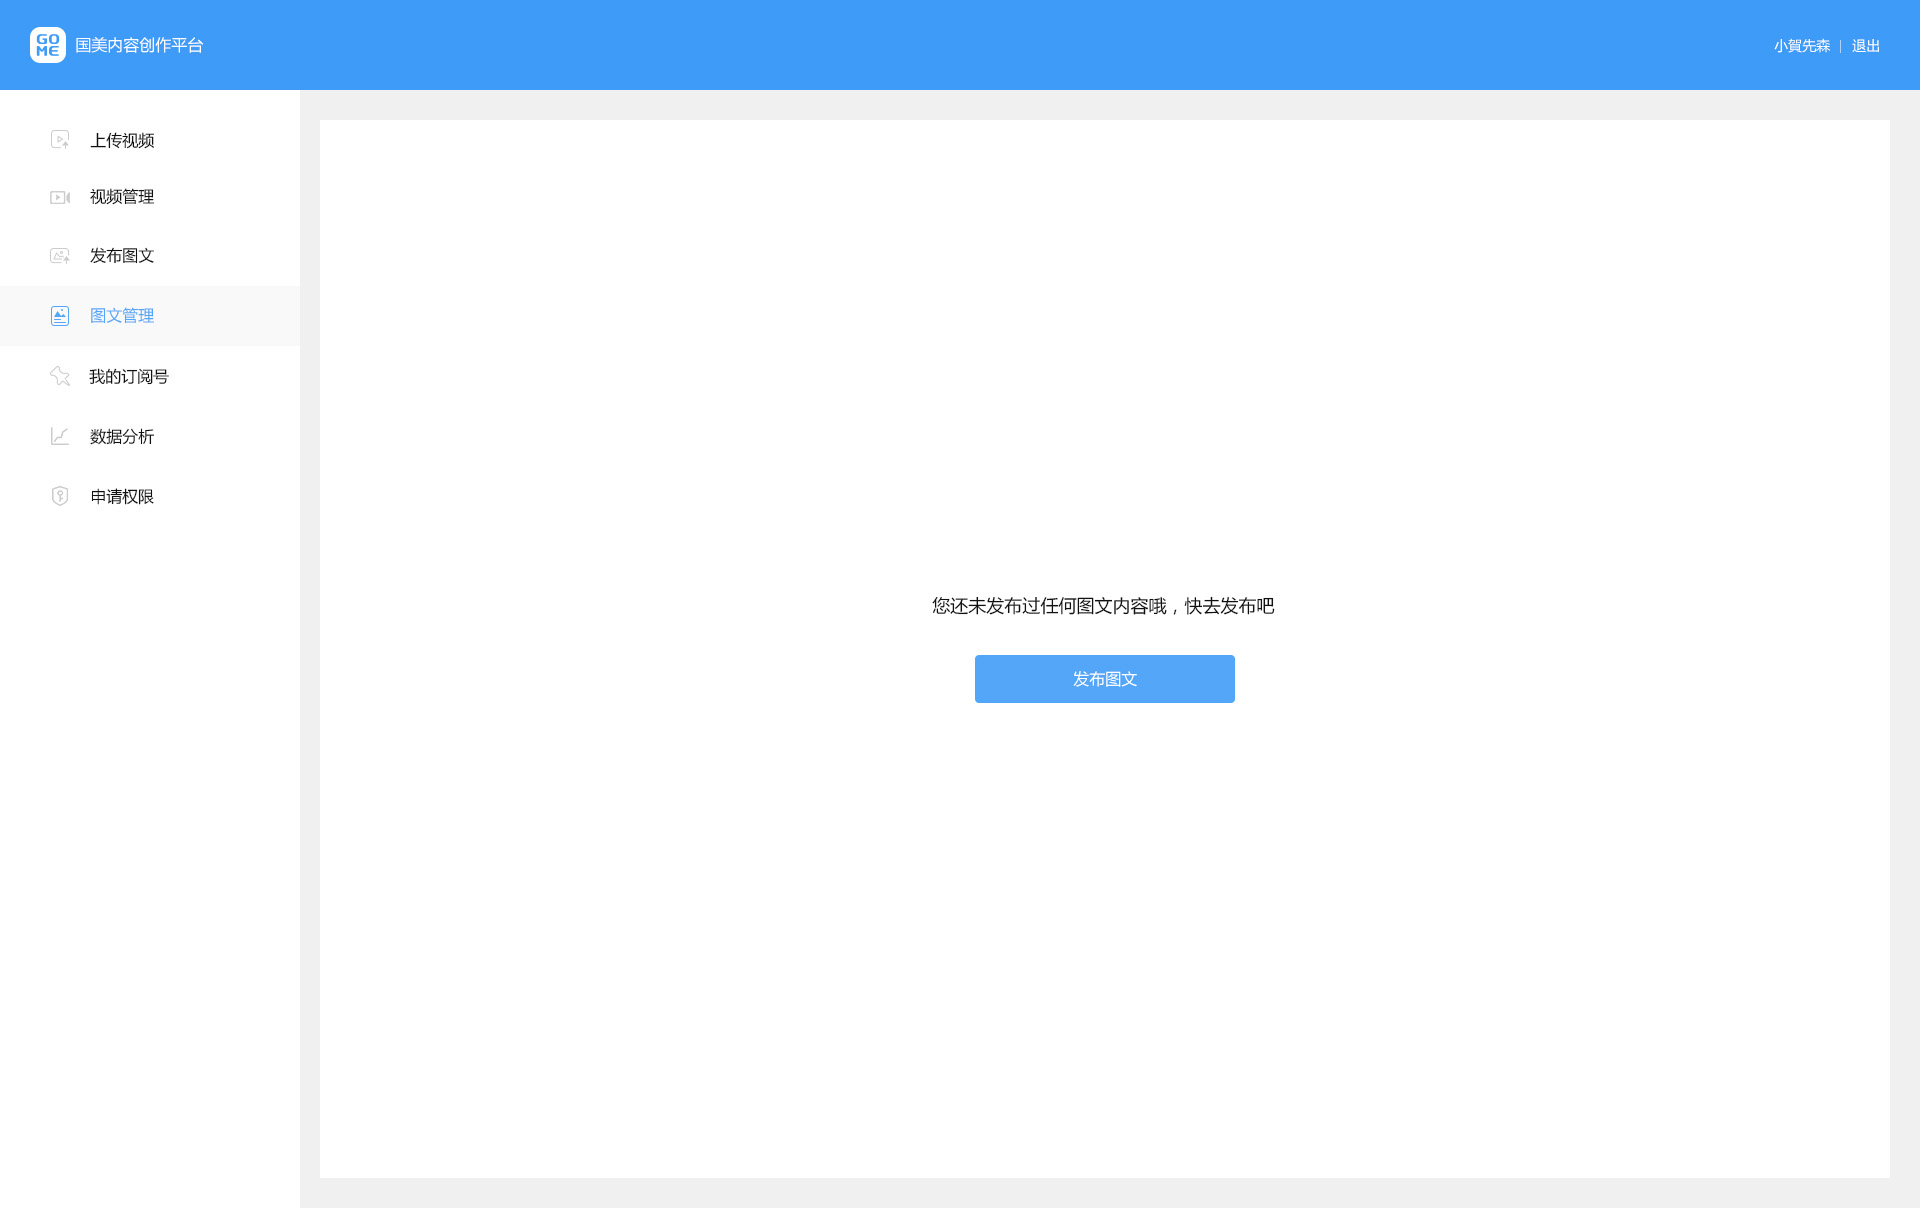 GO
ME
国美内容创作平台
小賀先森 | 退出
上传视频
视频管理
发布图文
图文管理
我的订阅号
数据分析
申请权限
您还未发布过任何图文内容哦，快去发布吧
发布图文